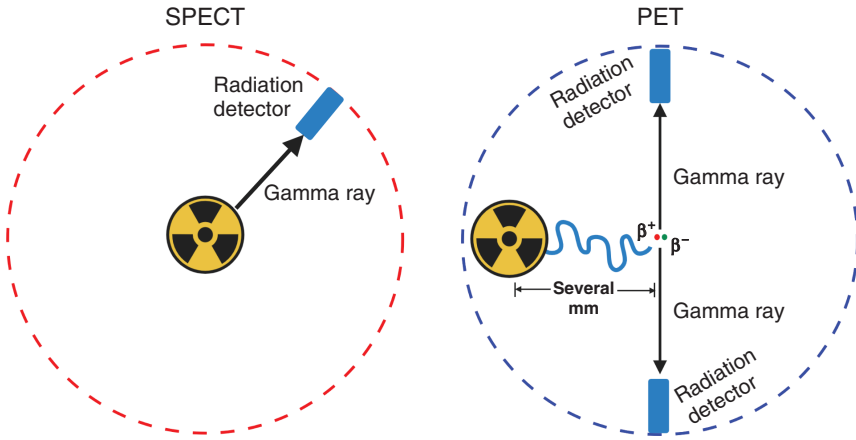 SPECT
Radiation
detector
Gamma ray
PET
Radiation
detector
Gamma ray
β⁺
β⁻
Several
mm
Gamma ray
Radiation
detector